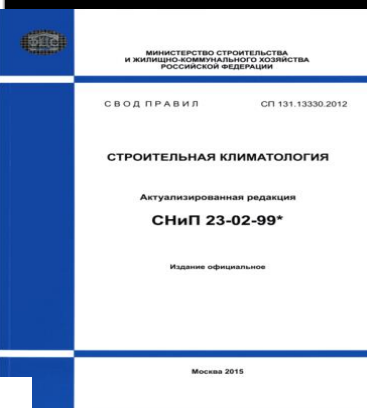 МИНИСТЕРСТВО СТРОИТЕЛЬСТВА
И ЖИЛИЩНО-КОММУНАЛЬНОГО ХОЗЯЙСТВА
РОССИЙСКОЙ ФЕДЕРАЦИИ
СВОД ПРАВИЛ СП 131.13330.2012
СТРОИТЕЛЬНАЯ КЛИМАТОЛОГИЯ
Актуализированная редакция
СНиП 23-02-99*
Издание официальное
Москва 2015